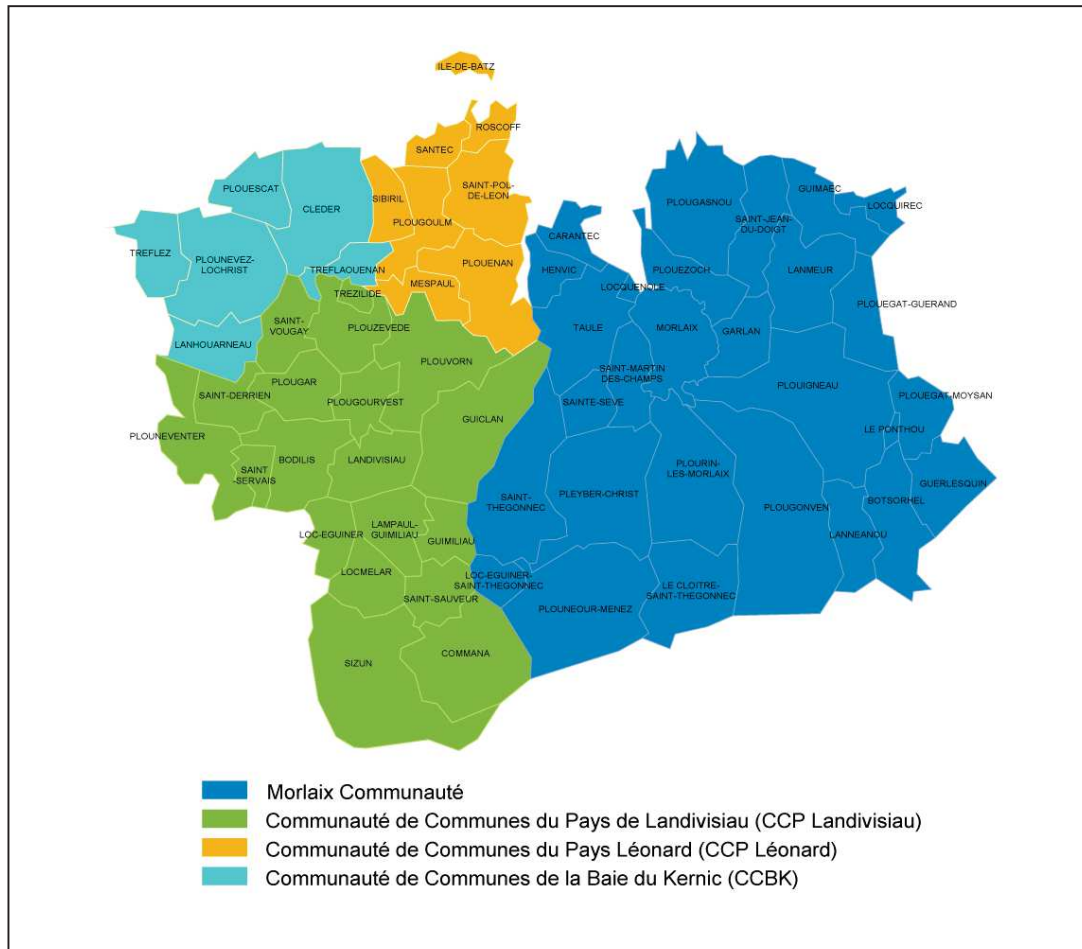 ILE-DE-BATZ
ROSCOFF
SANTEC
SAINT-POL-
DE-LEON
SIBIRIL
PLOUGOULM
PLOUESCAT
CLEDER
TREFLEZ
PLOUNEVEZ-
LOCHRIST
TREFLAOUENAN
PLOUENAN
MESPAUL
TREZILIDE
LANHOUARNEAU
SAINT-
VOUGAY
PLOUZEVEDE
PLOUVORN
SAINT-DERRIEN
PLOUGAR
PLOUGOURVEST
GUICLAN
PLOUNEVENTER
SAINT
-SERVAIS
BODILIS
LANDIVISIAU
LOC-EGUINER
LAMPAUL-
GUIMILIAU
GUIMILIAU
LOCMELAR
SAINT-SAUVEUR
SIZUN
COMMANA
PLOUGASNOU
SAINT-JEAN-
DU-DOIGT
GUIMAEC
LOCQUIREC
CARANTEC
HENVIC
PLOUEZOCH
LANMEUR
LOCQUENOLE
PLOUEGAT-GUERAND
TAULE
MORLAIX
GARLAN
SAINT-MARTIN
DES-CHAMPS
PLOUIGNEAU
SAINTE-SEVE
PLOUEGAT-MOYSAN
LE PONTHOU
PLOURIN-
LES-MORLAIX
GUERLESQUIN
SAINT-
THEGONNEC
PLEYBER-CHRIST
PLOUGONVEN
BOTSORHEL
LANNEANOU
LOC-EGUINER-
SAINT-THEGONNEC
LE CLOITRE-
SAINT-THEGONNEC
PLOUNEOUR-MENEZ
Morlaix Communauté
Communauté de Communes du Pays de Landivisiau (CCP Landivisiau)
Communauté de Communes du Pays Léonard (CCP Léonard)
Communauté de Communes de la Baie du Kernic (CCBK)